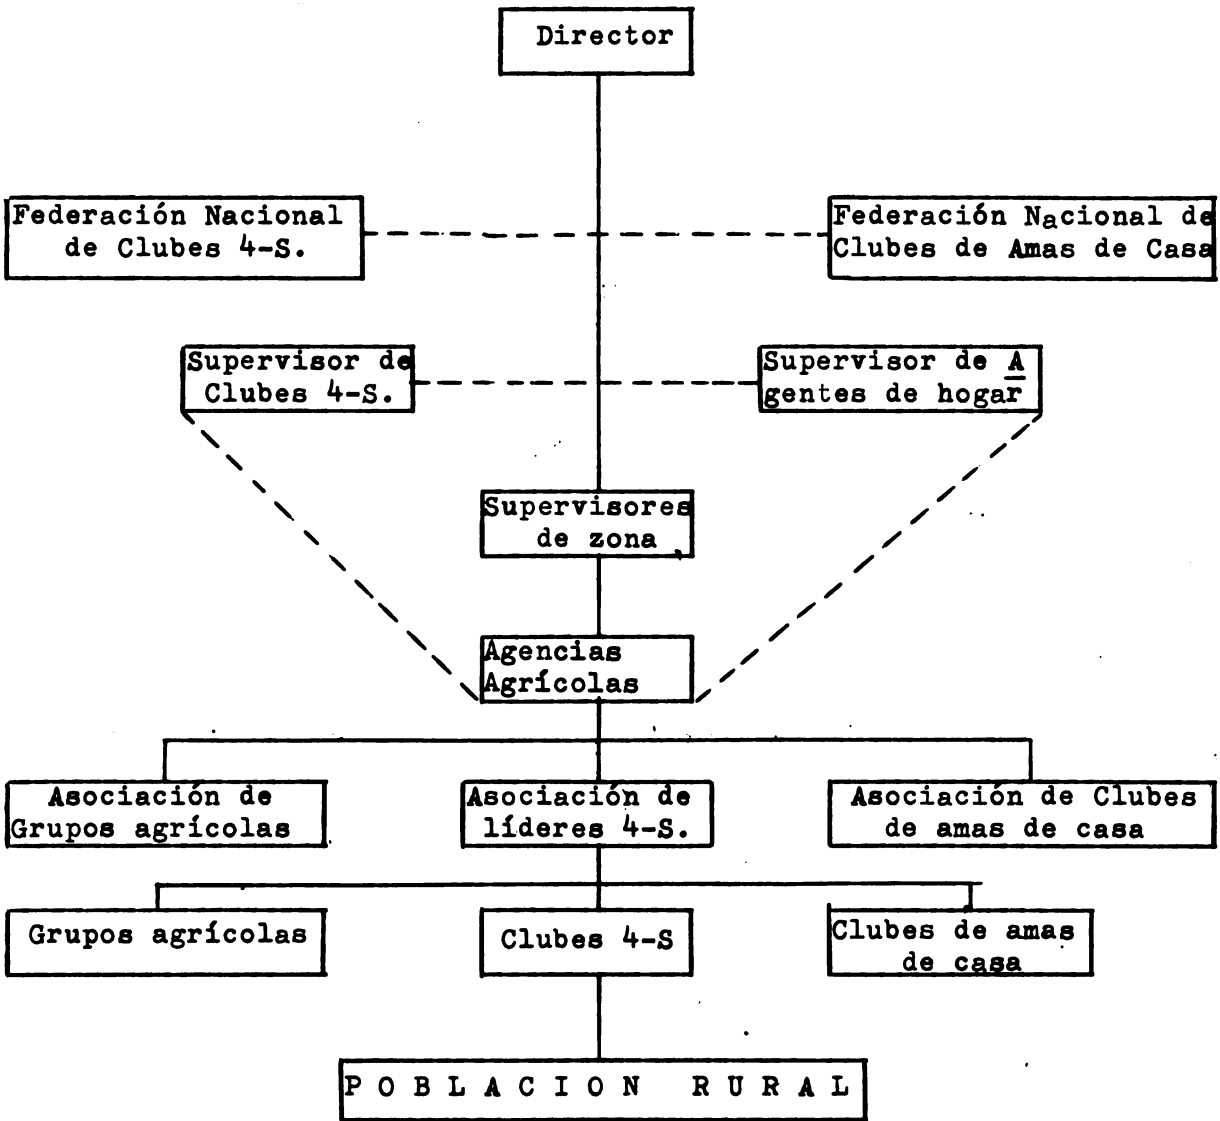 Director
Federación Nacional
de Clubes 4-S.
Federación Nacional de
Clubes de Amas de Casa
Supervisor de
Clubes 4-S.
Supervisor de A
gentes de hogar
Supervisores
de zona
Agencias
Agrícolas
Asociación de
Grupos agrícolas
Asociación de
líderes 4-S.
Asociación de Clubes
de amas de casa
Grupos agrícolas
Clubes 4-S
Clubes de amas
de casa
P O B L A C I O N R U R A L